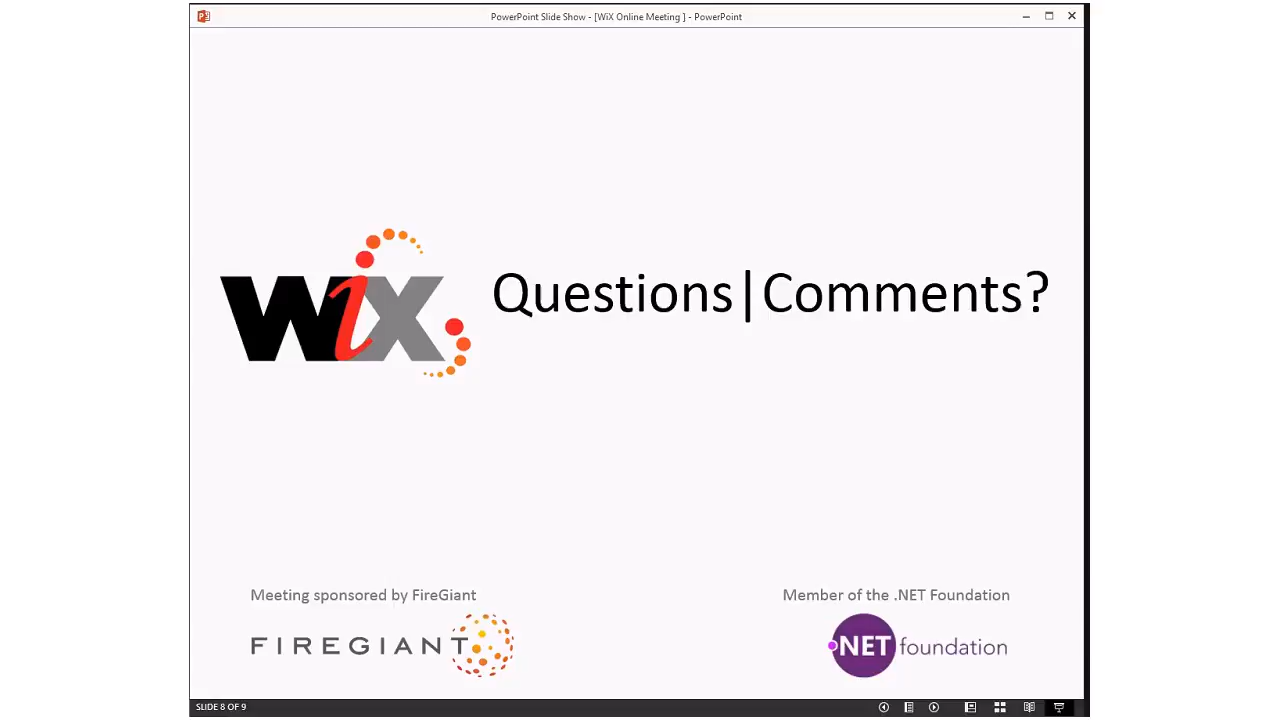 PowerPoint Slide Show - [WiX Online Meeting ] - PowerPoint
WiX
Questions|Comments?
Meeting sponsored by FireGiant
Member of the .NET Foundation
FIREGIANT
.NET foundation
SLIDE 8 OF 9